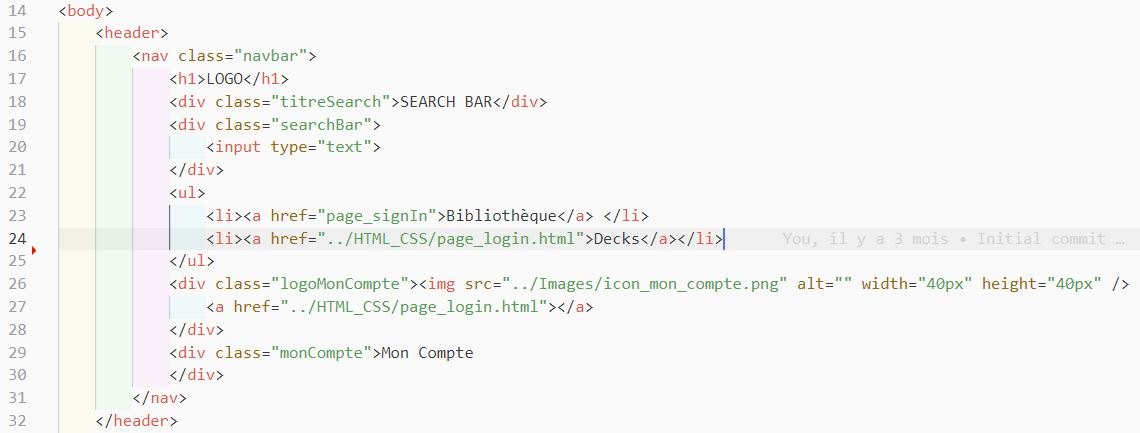 14 <body>
15 <header>
16 <nav class="navbar">
17 <h1>LOGO</h1>
18 <div class="titreSearch">SEARCH BAR</div>
19 <div class="searchBar">
20 <input type="text">
21 </div>
22 <ul>
23 <li><a href="page_signIn">Bibliothèque</a> </li>
24 <li><a href="../HTML_CSS/page_login.html">Decks</a></li> You, il y a 3 mois • Initial commit …
25 </ul>
26 <div class="logoMonCompte"><img src="../Images/icon_mon_compte.png" alt="" width="40px" height="40px" />
27 <a href="../HTML_CSS/page_login.html"></a>
28 </div>
29 <div class="monCompte">Mon Compte
30 </div>
31 </nav>
32 </header>